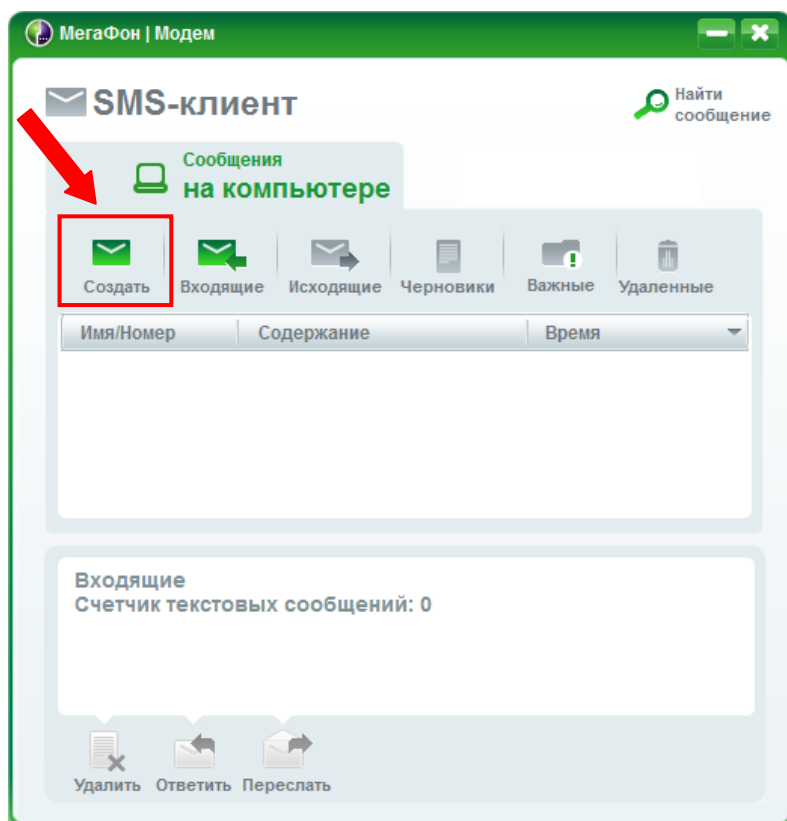 МегаФон | Модем
SMS-клиент
Найти
сообщение
Сообщения
на компьютере
Создать Входящие Исходящие Черновики Важные Удаленные
Имя/Номер Содержание Время
Входящие
Счетчик текстовых сообщений: 0
Удалить Ответить Переслать